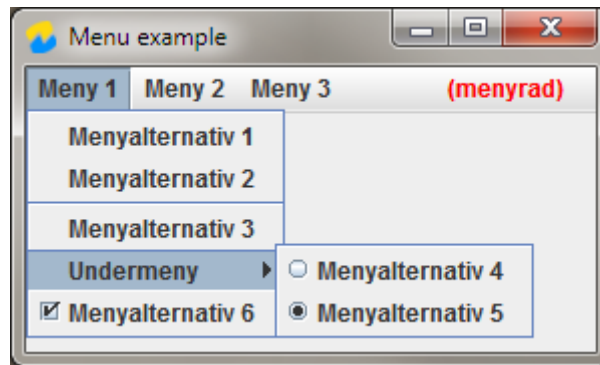 Menu example
Meny 1 Meny 2 Meny 3 (menyrad)
Menyalternativ 1
Menyalternativ 2
Menyalternativ 3
Undermeny
Menyalternativ 4
Menyalternativ 6
Menyalternativ 5